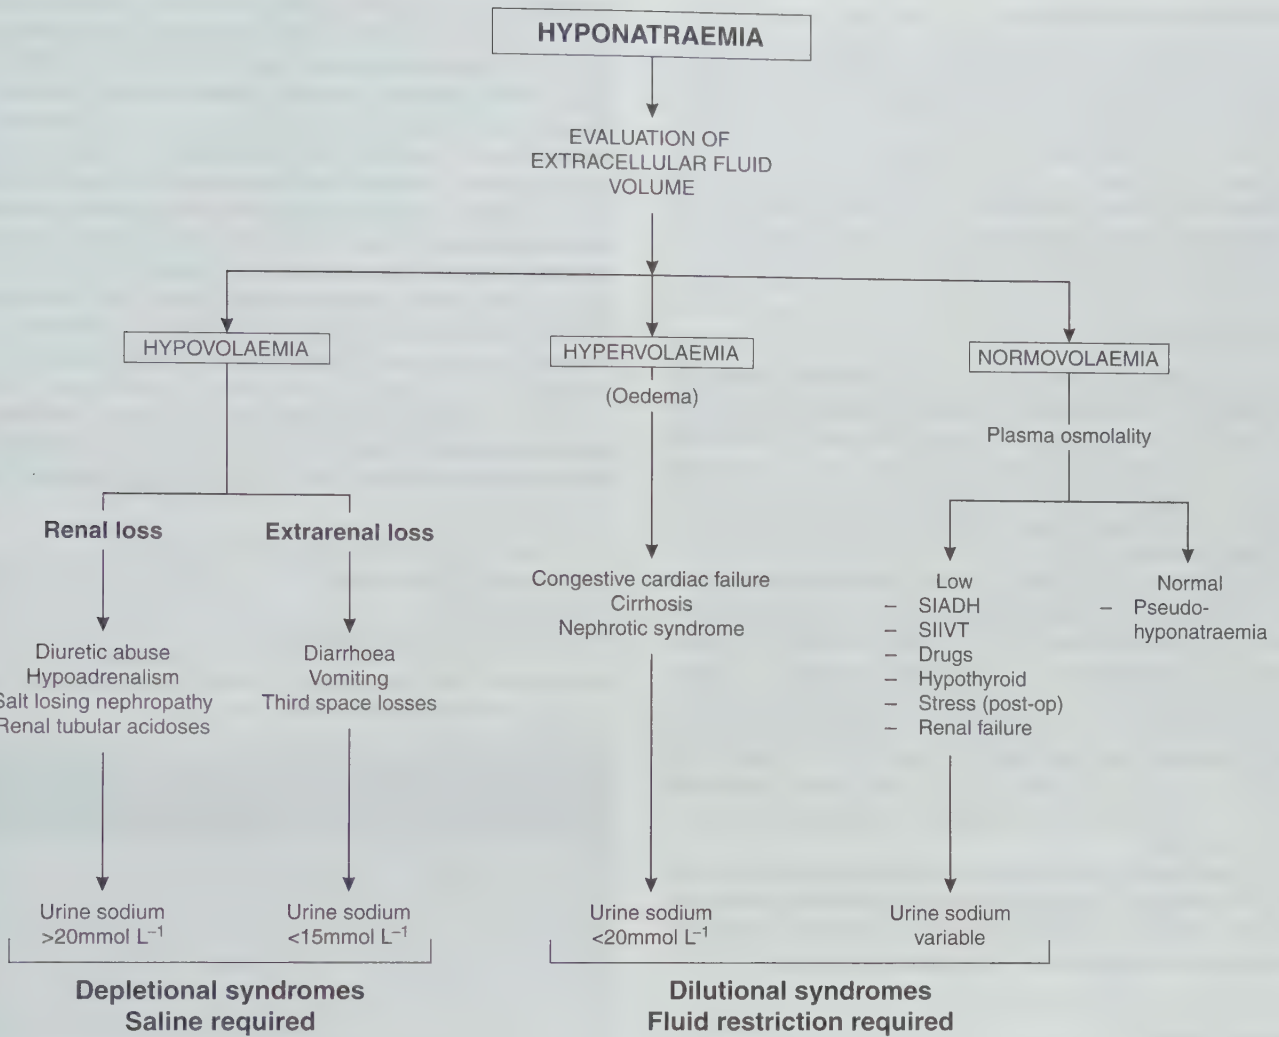 HYPONATRAEMIA
EVALUATION OF
EXTRACELLULAR FLUID
VOLUME
HYPOVOLAEMIA
HYPERVOLAEMIA
(Oedema)
NORMOVOLAEMIA
Plasma osmolality
Renal loss
Extrarenal loss
Diuretic abuse
Hypoadrenalism
Salt losing nephropathy
Renal tubular acidoses
Diarrhoea
Vomiting
Third space losses
Congestive cardiac failure
Cirrhosis
Nephrotic syndrome
Low
– SIADH
– SIIVT
– Drugs
– Hypothyroid
– Stress (post-op)
– Renal failure
Normal
– Pseudo-
hyponatraemia
Urine sodium
>20mmol L⁻¹
Urine sodium
<15mmol L⁻¹
Urine sodium
<20mmol L⁻¹
Urine sodium
variable
Depletional syndromes
Saline required
Dilutional syndromes
Fluid restriction required